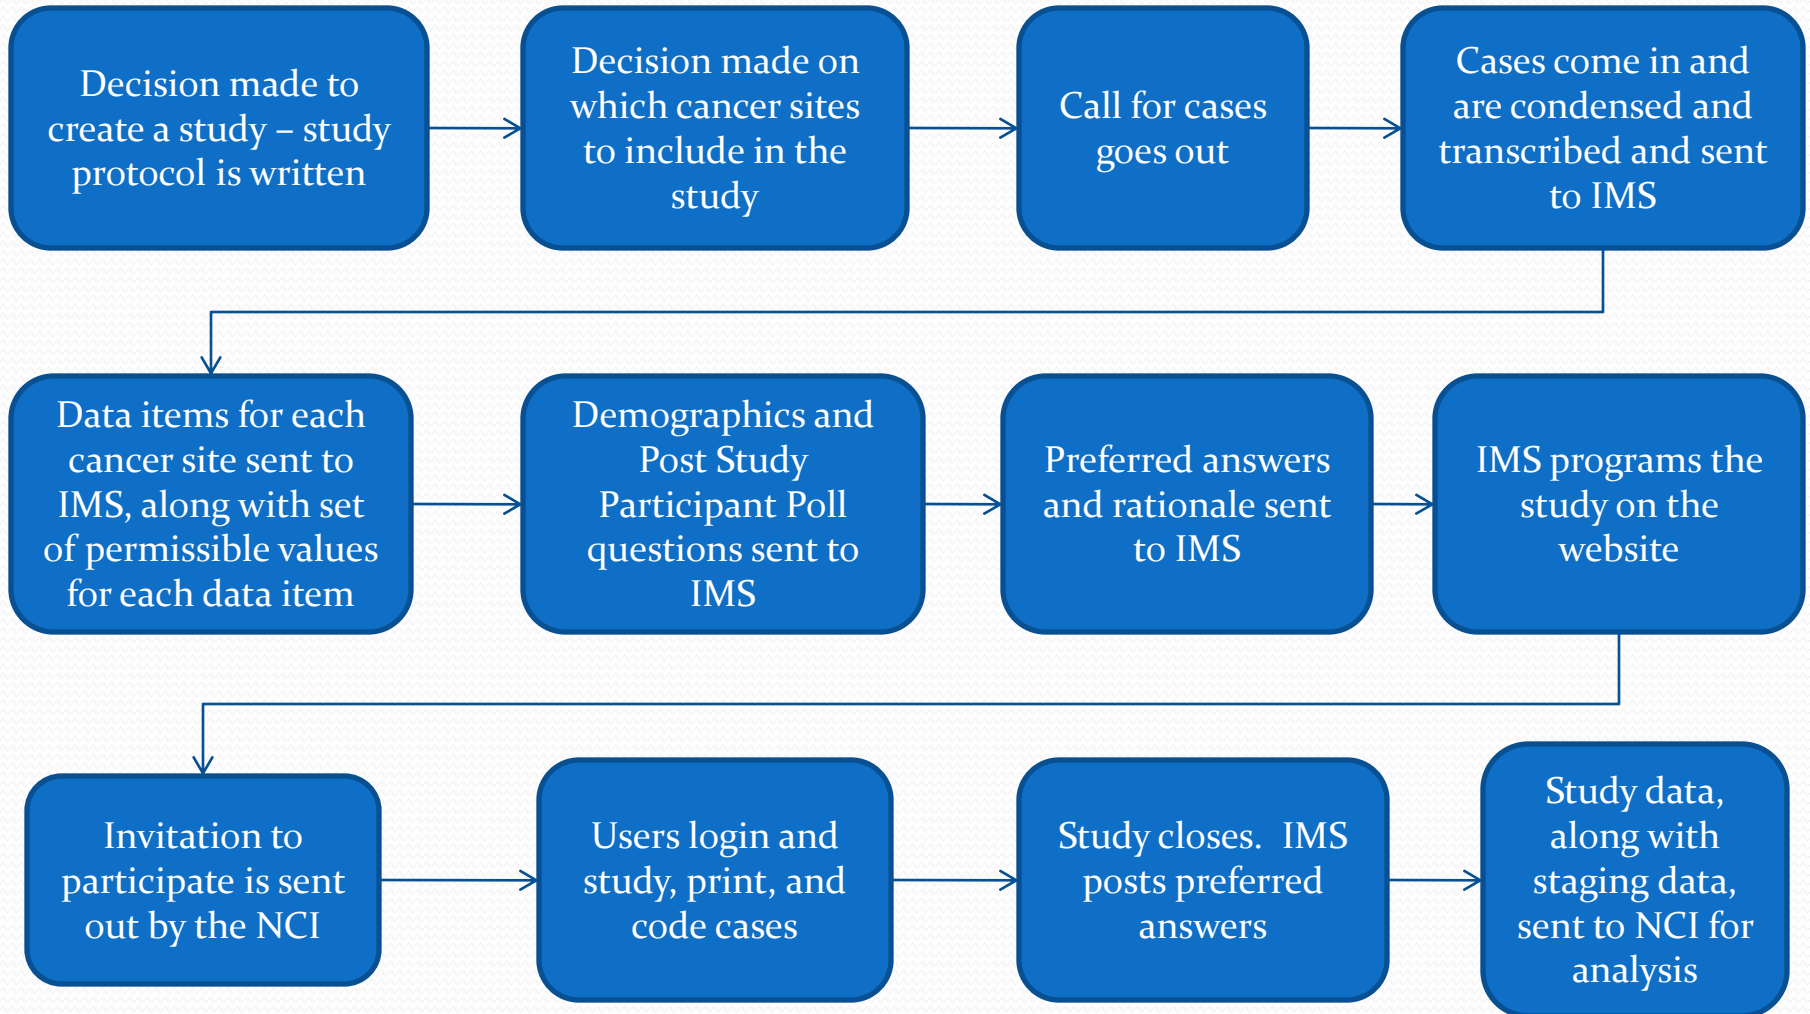 Decision made to
create a study – study
protocol is written
Decision made on
which cancer sites
to include in the
study
Call for cases
goes out
Cases come in and
are condensed and
transcribed and sent
to IMS
Data items for each
cancer site sent to
IMS, along with set
of permissible values
for each data item
Demographics and
Post Study
Participant Poll
questions sent to
IMS
Preferred answers
and rationale sent
to IMS
IMS programs the
study on the
website
Invitation to
participate is sent
out by the NCI
Users login and
study, print, and
code cases
Study closes.  IMS
posts preferred
answers
Study data,
along with
staging data,
sent to NCI for
analysis